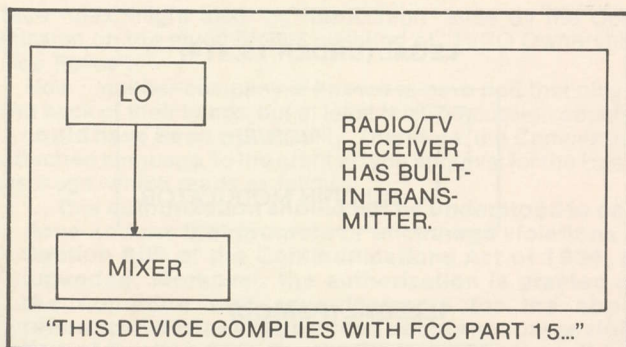 LO
MIXER
RADIO/TV
RECEIVER
HAS BUILT-
IN TRANS-
MITTER.
"THIS DEVICE COMPLIES WITH FCC PART 15..."